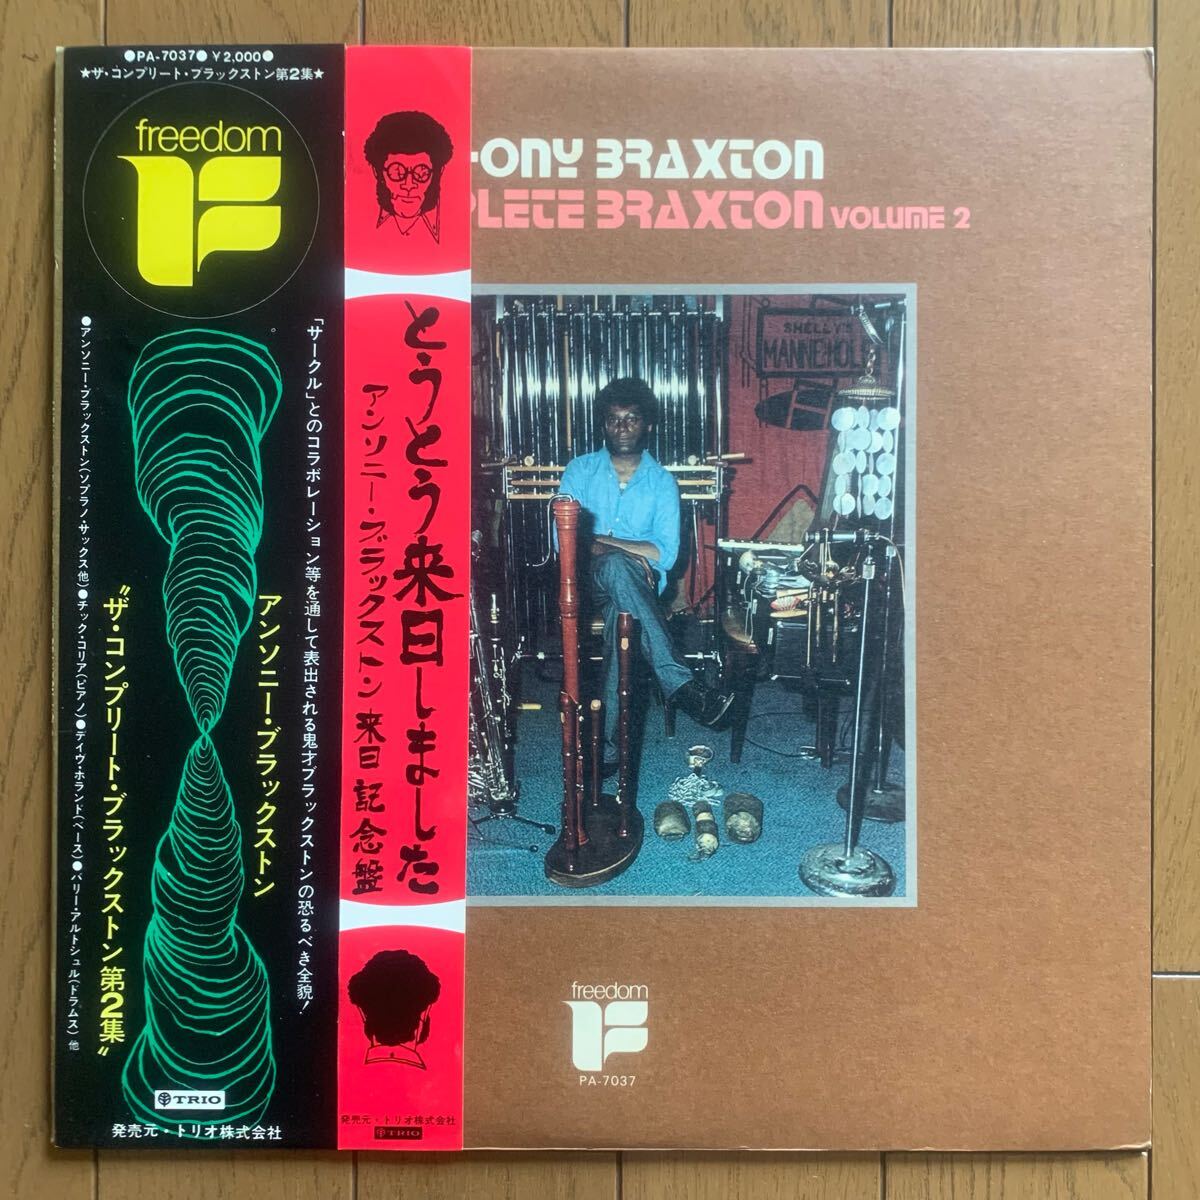 ●PA-7037●￥2,000●
★ザ・コンプリート・ブラックストン第2集★
freedom
「サークル」とのコラボレーション等を通して表出される鬼才ブラックストンの恐るべき全貌！
アンソニー・ブラックストン
〝ザ・コンプリート・ブラックストン第2集〟
●アンソニー・ブラックストン(ソプラノ・サックス他)●チック・コリア(ピアノ)●デイヴ・ホランド(ベース)●バリー・アルトシュル(ドラムス) 他
TRIO
発売元・トリオ株式会社
とうとう来日しました
アンソニー・ブラックストン来日記念盤
発売元・トリオ株式会社
TRIO
HONY BRAXTON
PLETE BRAXTON VOLUME 2
SHELLY'S
MANNE-HOLE
freedom
PA-7037